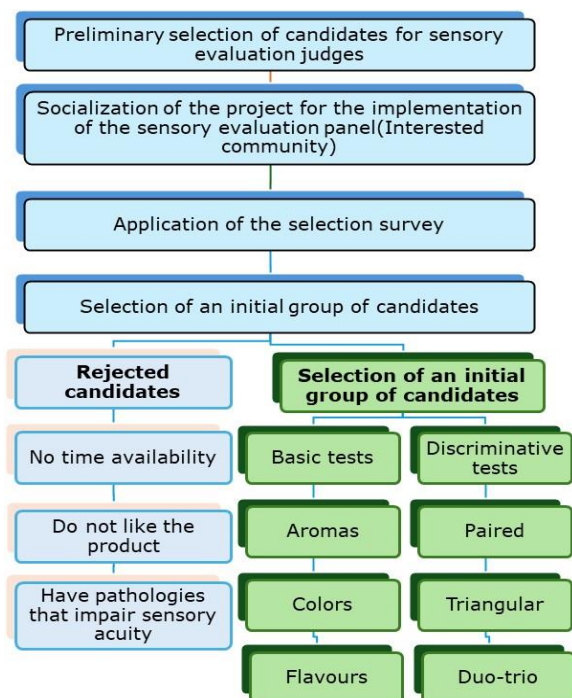 Preliminary selection of candidates for sensory
evaluation judges
Socialization of the project for the implementation
of the sensory evaluation panel(Interested
community)
Application of the selection survey
Selection of an initial group of candidates
Rejected
candidates
No time availability
Do not like the
product
Have pathologies
that impair sensory
acuity
Selection of an initial
group of candidates
Basic tests
Aromas
Colors
Flavours
Discriminative
tests
Paired
Triangular
Duo-trio